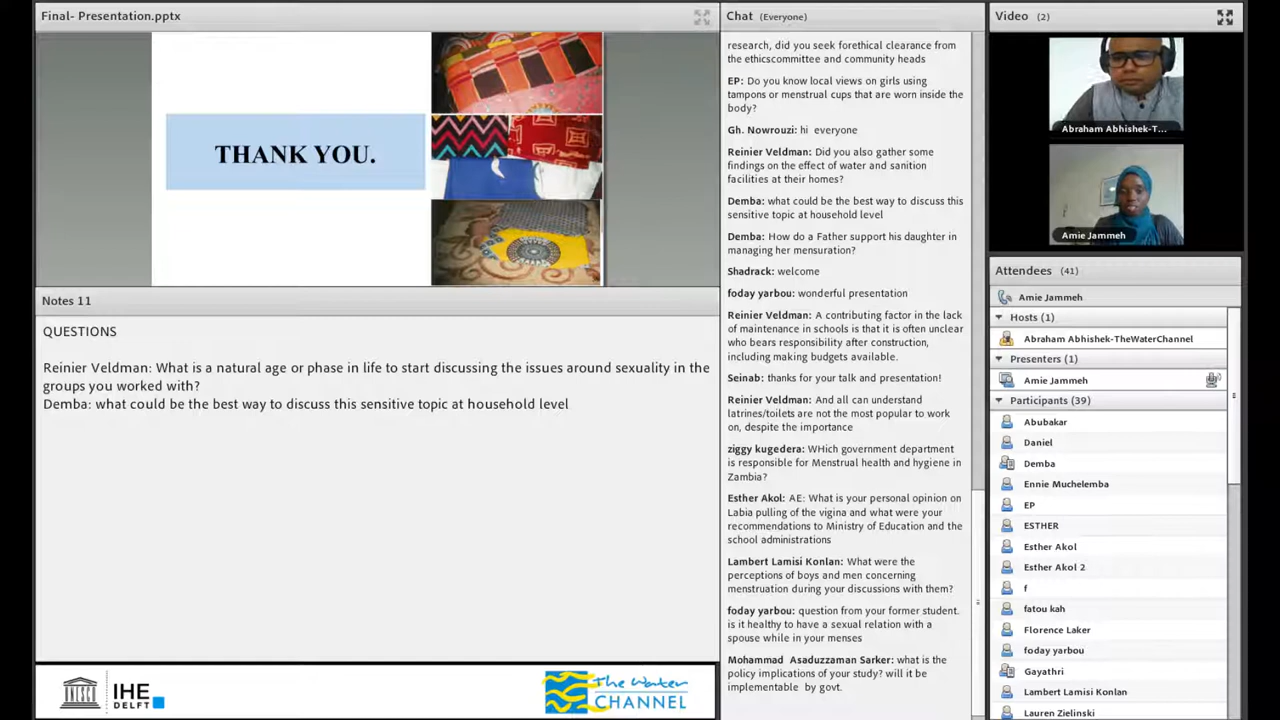 Final- Presentation.pptx
THANK YOU.
Notes 11
QUESTIONS
Reinier Veldman: What is a natural age or phase in life to start discussing the issues around sexuality in the
groups you worked with?
Demba: what could be the best way to discuss this sensitive topic at household level
UNESCO
IHE
DELFT
The Water
CHANNEL
Chat (Everyone)
research, did you seek forethical clearance from
the ethicscommittee and community heads
EP: Do you know local views on girls using
tampons or menstrual cups that are worn inside the
body?
Gh. Nowrouzi: hi everyone
Reinier Veldman: Did you also gather some
findings on the effect of water and sanition
facilities at their homes?
Demba: what could be the best way to discuss this
sensitive topic at household level
Demba: How do a Father support his daughter in
managing her mensuration?
Shadrack: welcome
foday yarbou: wonderful presentation
Reinier Veldman: A contributing factor in the lack
of maintenance in schools is that it is often unclear
who bears responsibility after construction,
including making budgets available.
Seinab: thanks for your talk and presentation!
Reinier Veldman: And all can understand
latrines/toilets are not the most popular to work
on, despite the importance
ziggy kugedera: WHich government department
is responsible for Menstrual health and hygiene in
Zambia?
Esther Akol: AE: What is your personal opinion on
Labia pulling of the vigina and what were your
recommendations to Ministry of Education and the
school administrations
Lambert Lamisi Konlan: What were the
perceptions of boys and men concerning
menstruation during your discussions with them?
foday yarbou: question from your former student.
is it healthy to have a sexual relation with a
spouse while in your menses
Mohammad Asaduzzaman Sarker: what is the
policy implications of your study? will it be
implementable by govt.
Video (2)
Abraham Abhishek-T...
Amie Jammeh
Attendees (41)
Amie Jammeh
Hosts (1)
Abraham Abhishek-TheWaterChannel
Presenters (1)
Amie Jammeh
Participants (39)
Abubakar
Daniel
Demba
Ennie Muchelemba
EP
ESTHER
Esther Akol
Esther Akol 2
f
fatou kah
Florence Laker
foday yarbou
Gayathri
Lambert Lamisi Konlan
Lauren Zielinski